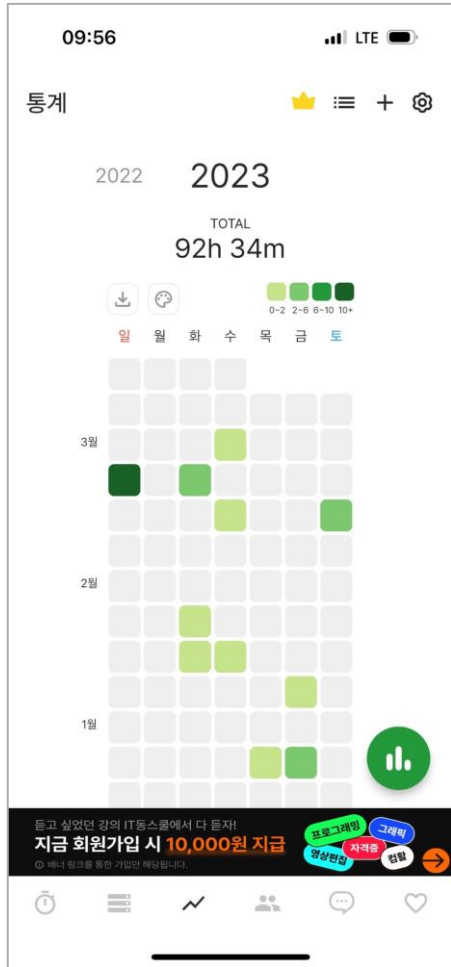 09:56 LTE
통계
2022 2023
TOTAL
92h 34m
0~2 2~6 6~10 10+
일 월 화 수 목 금 토
3월
2월
1월
듣고 싶었던 강의 IT동스쿨에서 다 듣자!
지금 회원가입 시 10,000원 지급
배너 링크를 통한 가입만 해당됩니다.
프로그래밍 그래픽
영상편집 자격증 컴활